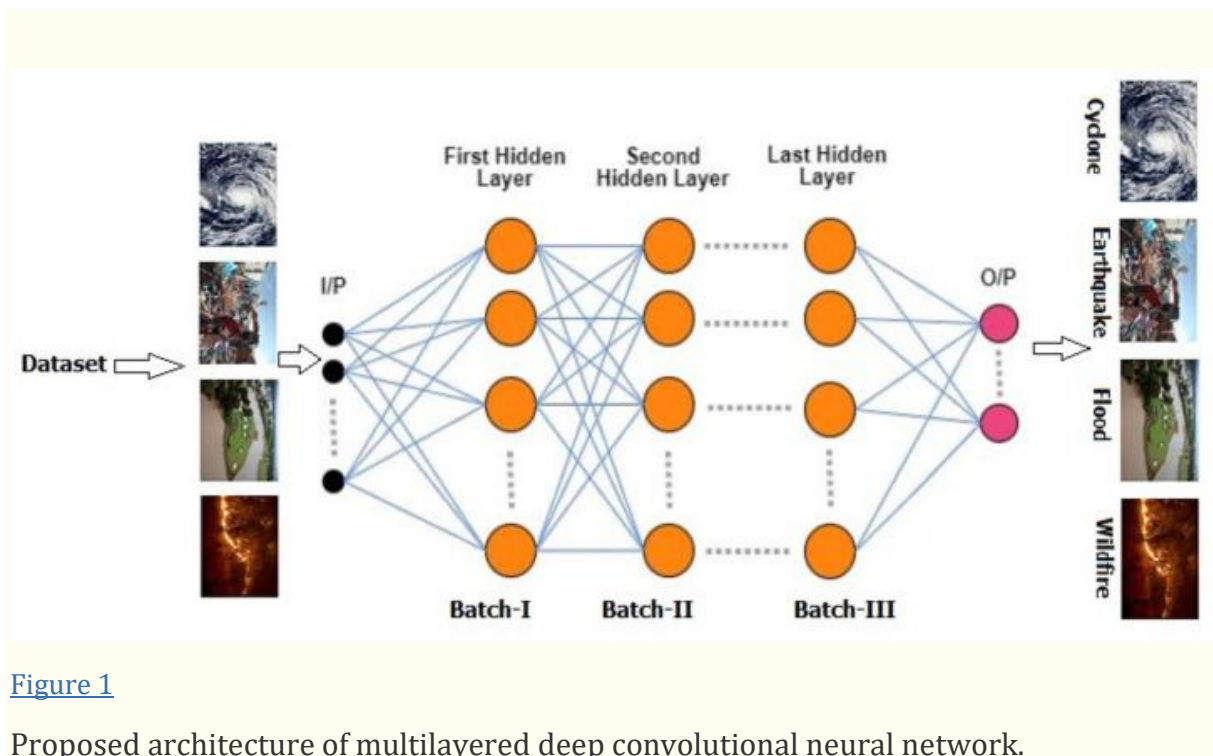 First Hidden
Layer
Second
Hidden Layer
Last Hidden
Layer
I/P
O/P
Dataset
Cyclone
Earthquake
Flood
Wildfire
Batch-I
Batch-II
Batch-III
Figure 1
Proposed architecture of multilayered deep convolutional neural network.